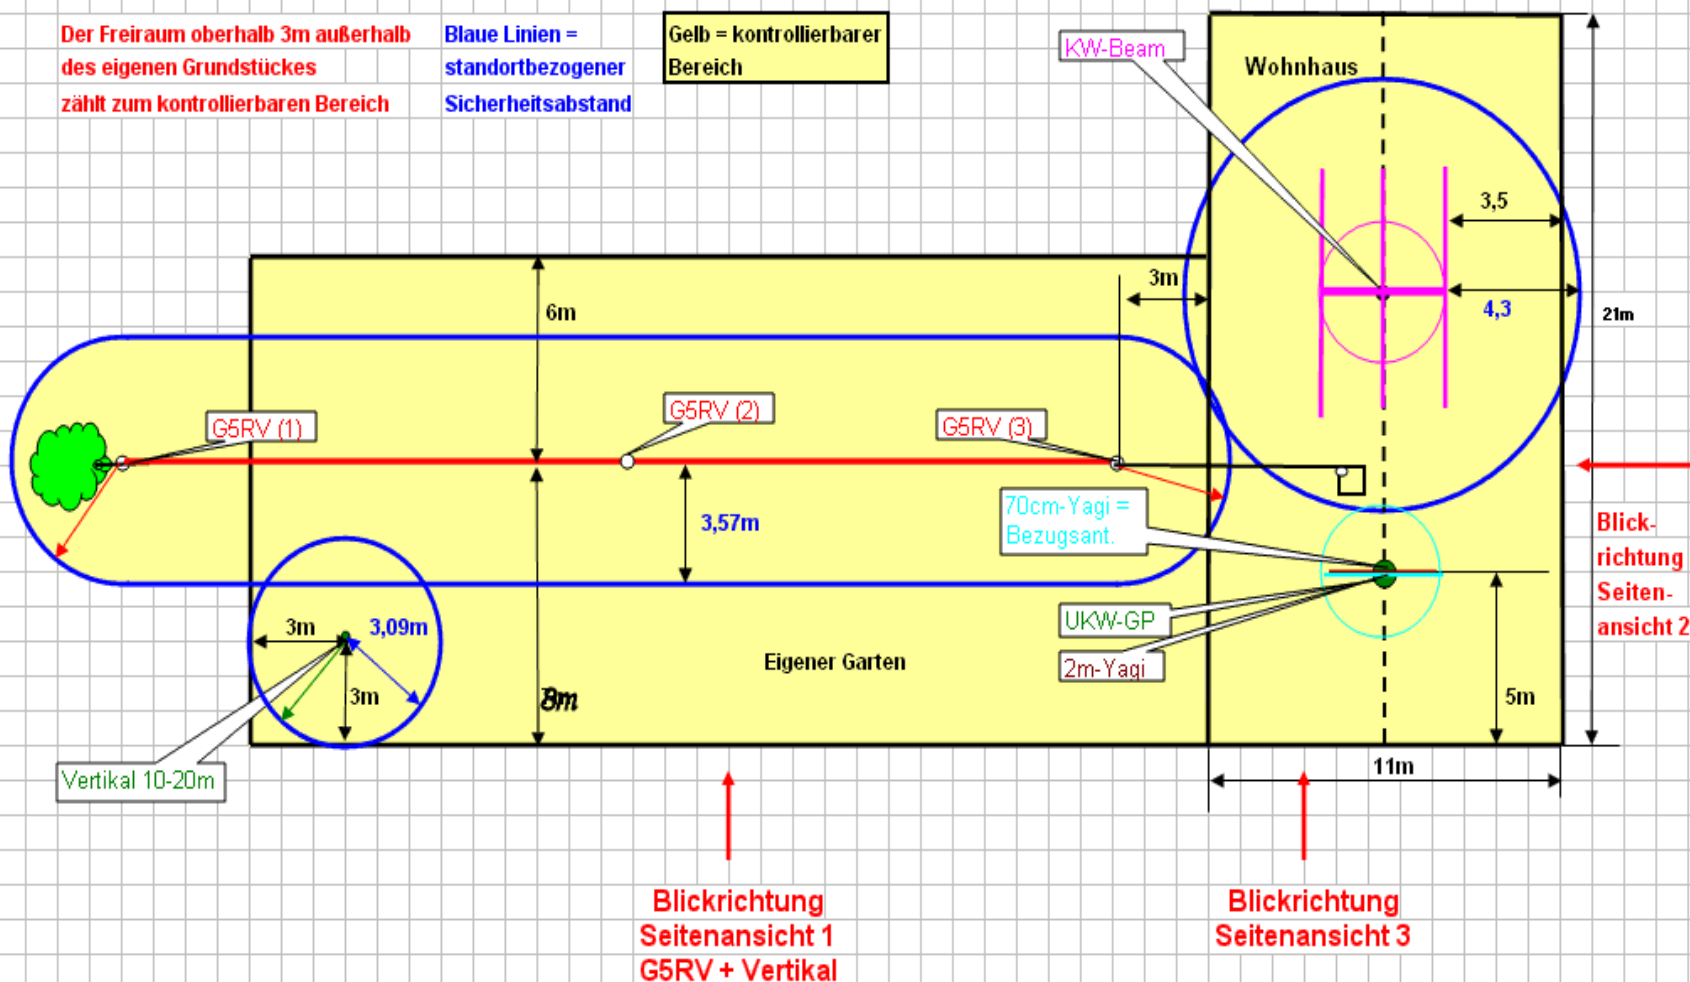 Der Freiraum oberhalb 3m außerhalb
des eigenen Grundstückes
zählt zum kontrollierbaren Bereich
Blaue Linien =
standortbezogener
Sicherheitsabstand
Gelb = kontrollierbarer
Bereich
KW-Beam
Wohnhaus
3,5
3m
4,3
21m
6m
G5RV (1)
G5RV (2)
G5RV (3)
3,57m
70cm-Yagi =
Bezugsant.
Blick-
richtung
Seiten-
ansicht 2
UKW-GP
2m-Yagi
3m
3,09m
3m
Eigener Garten
5m
Vertikal 10-20m
11m
Blickrichtung
Seitenansicht 1
G5RV + Vertikal
Blickrichtung
Seitenansicht 3